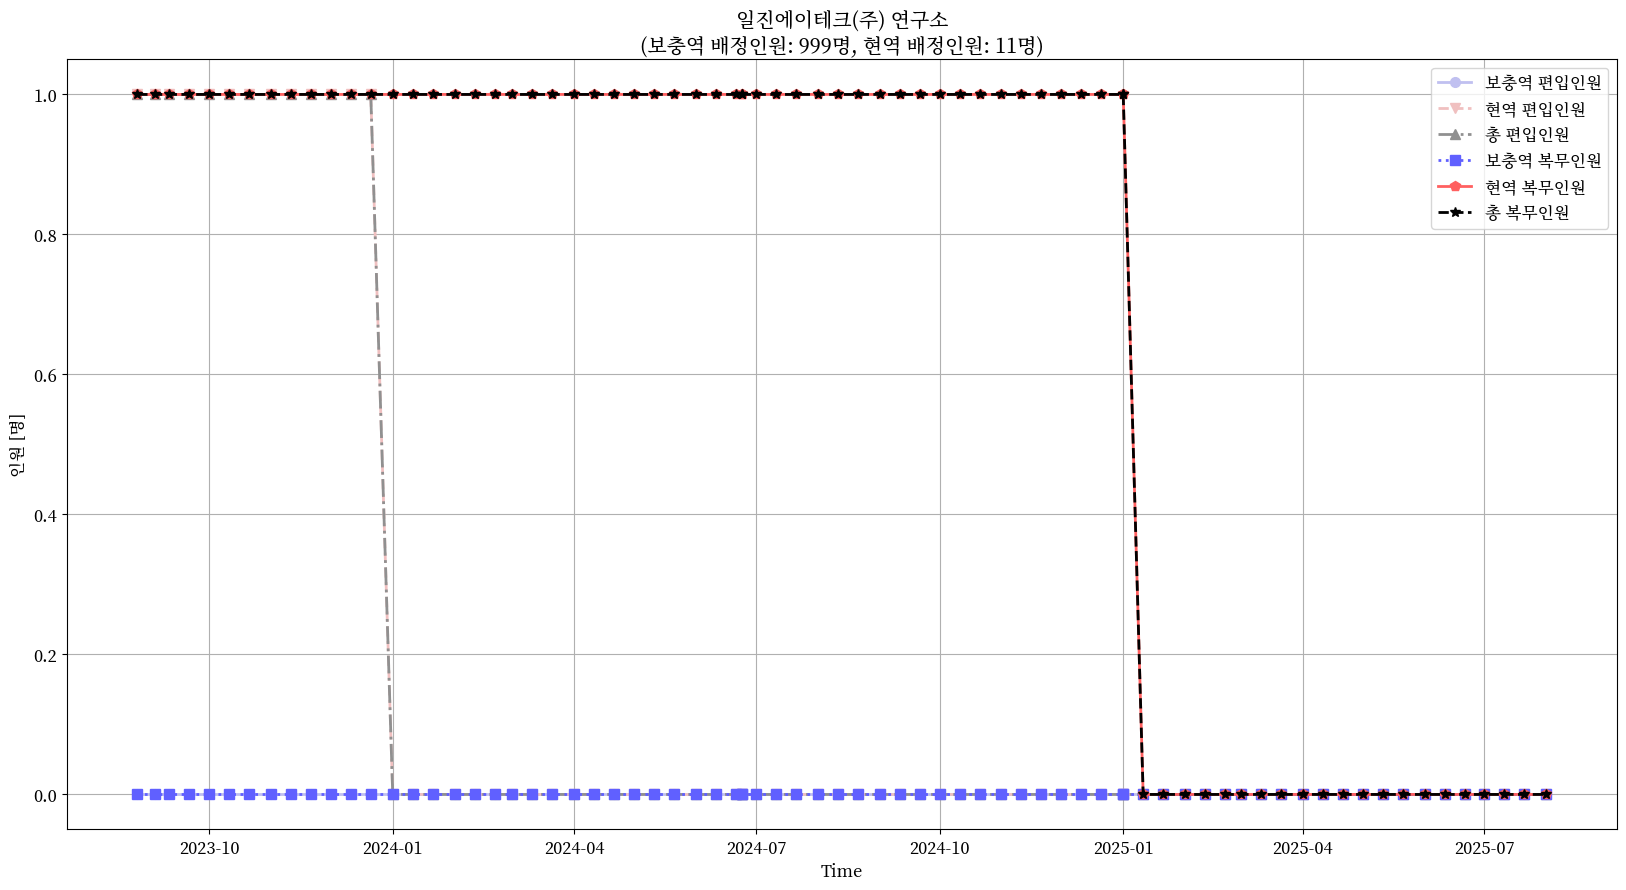 일진에이테크(주) 연구소
(보충역 배정인원: 999명, 현역 배정인원: 11명)
보충역 편입인원
현역 편입인원
총 편입인원
보충역 복무인원
현역 복무인원
총 복무인원
인원 [명]
1.0
0.8
0.6
0.4
0.2
0.0
2023-10
2024-01
2024-04
2024-07
2024-10
2025-01
2025-04
2025-07
Time